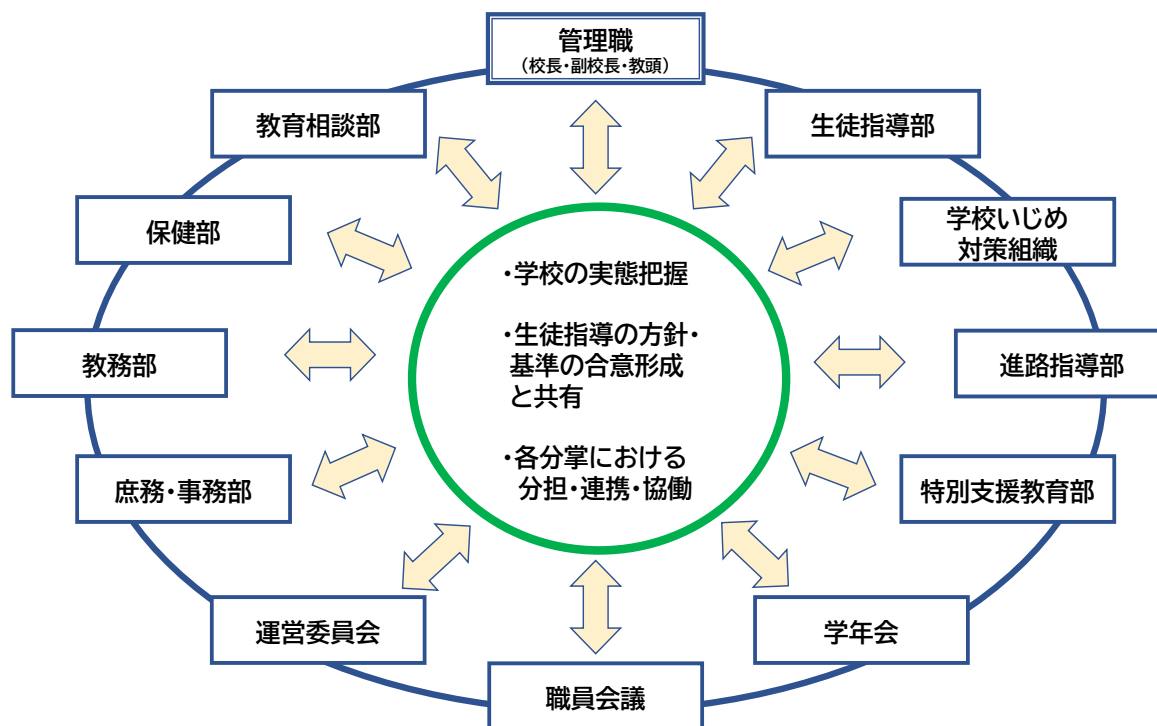 管理職
（校長・副校長・教頭）
教育相談部
生徒指導部
保健部
学校いじめ
対策組織
・学校の実態把握
・生徒指導の方針・
基準の合意形成
と共有
・各分掌における
分担・連携・協働
教務部
進路指導部
庶務・事務部
特別支援教育部
運営委員会
学年会
職員会議